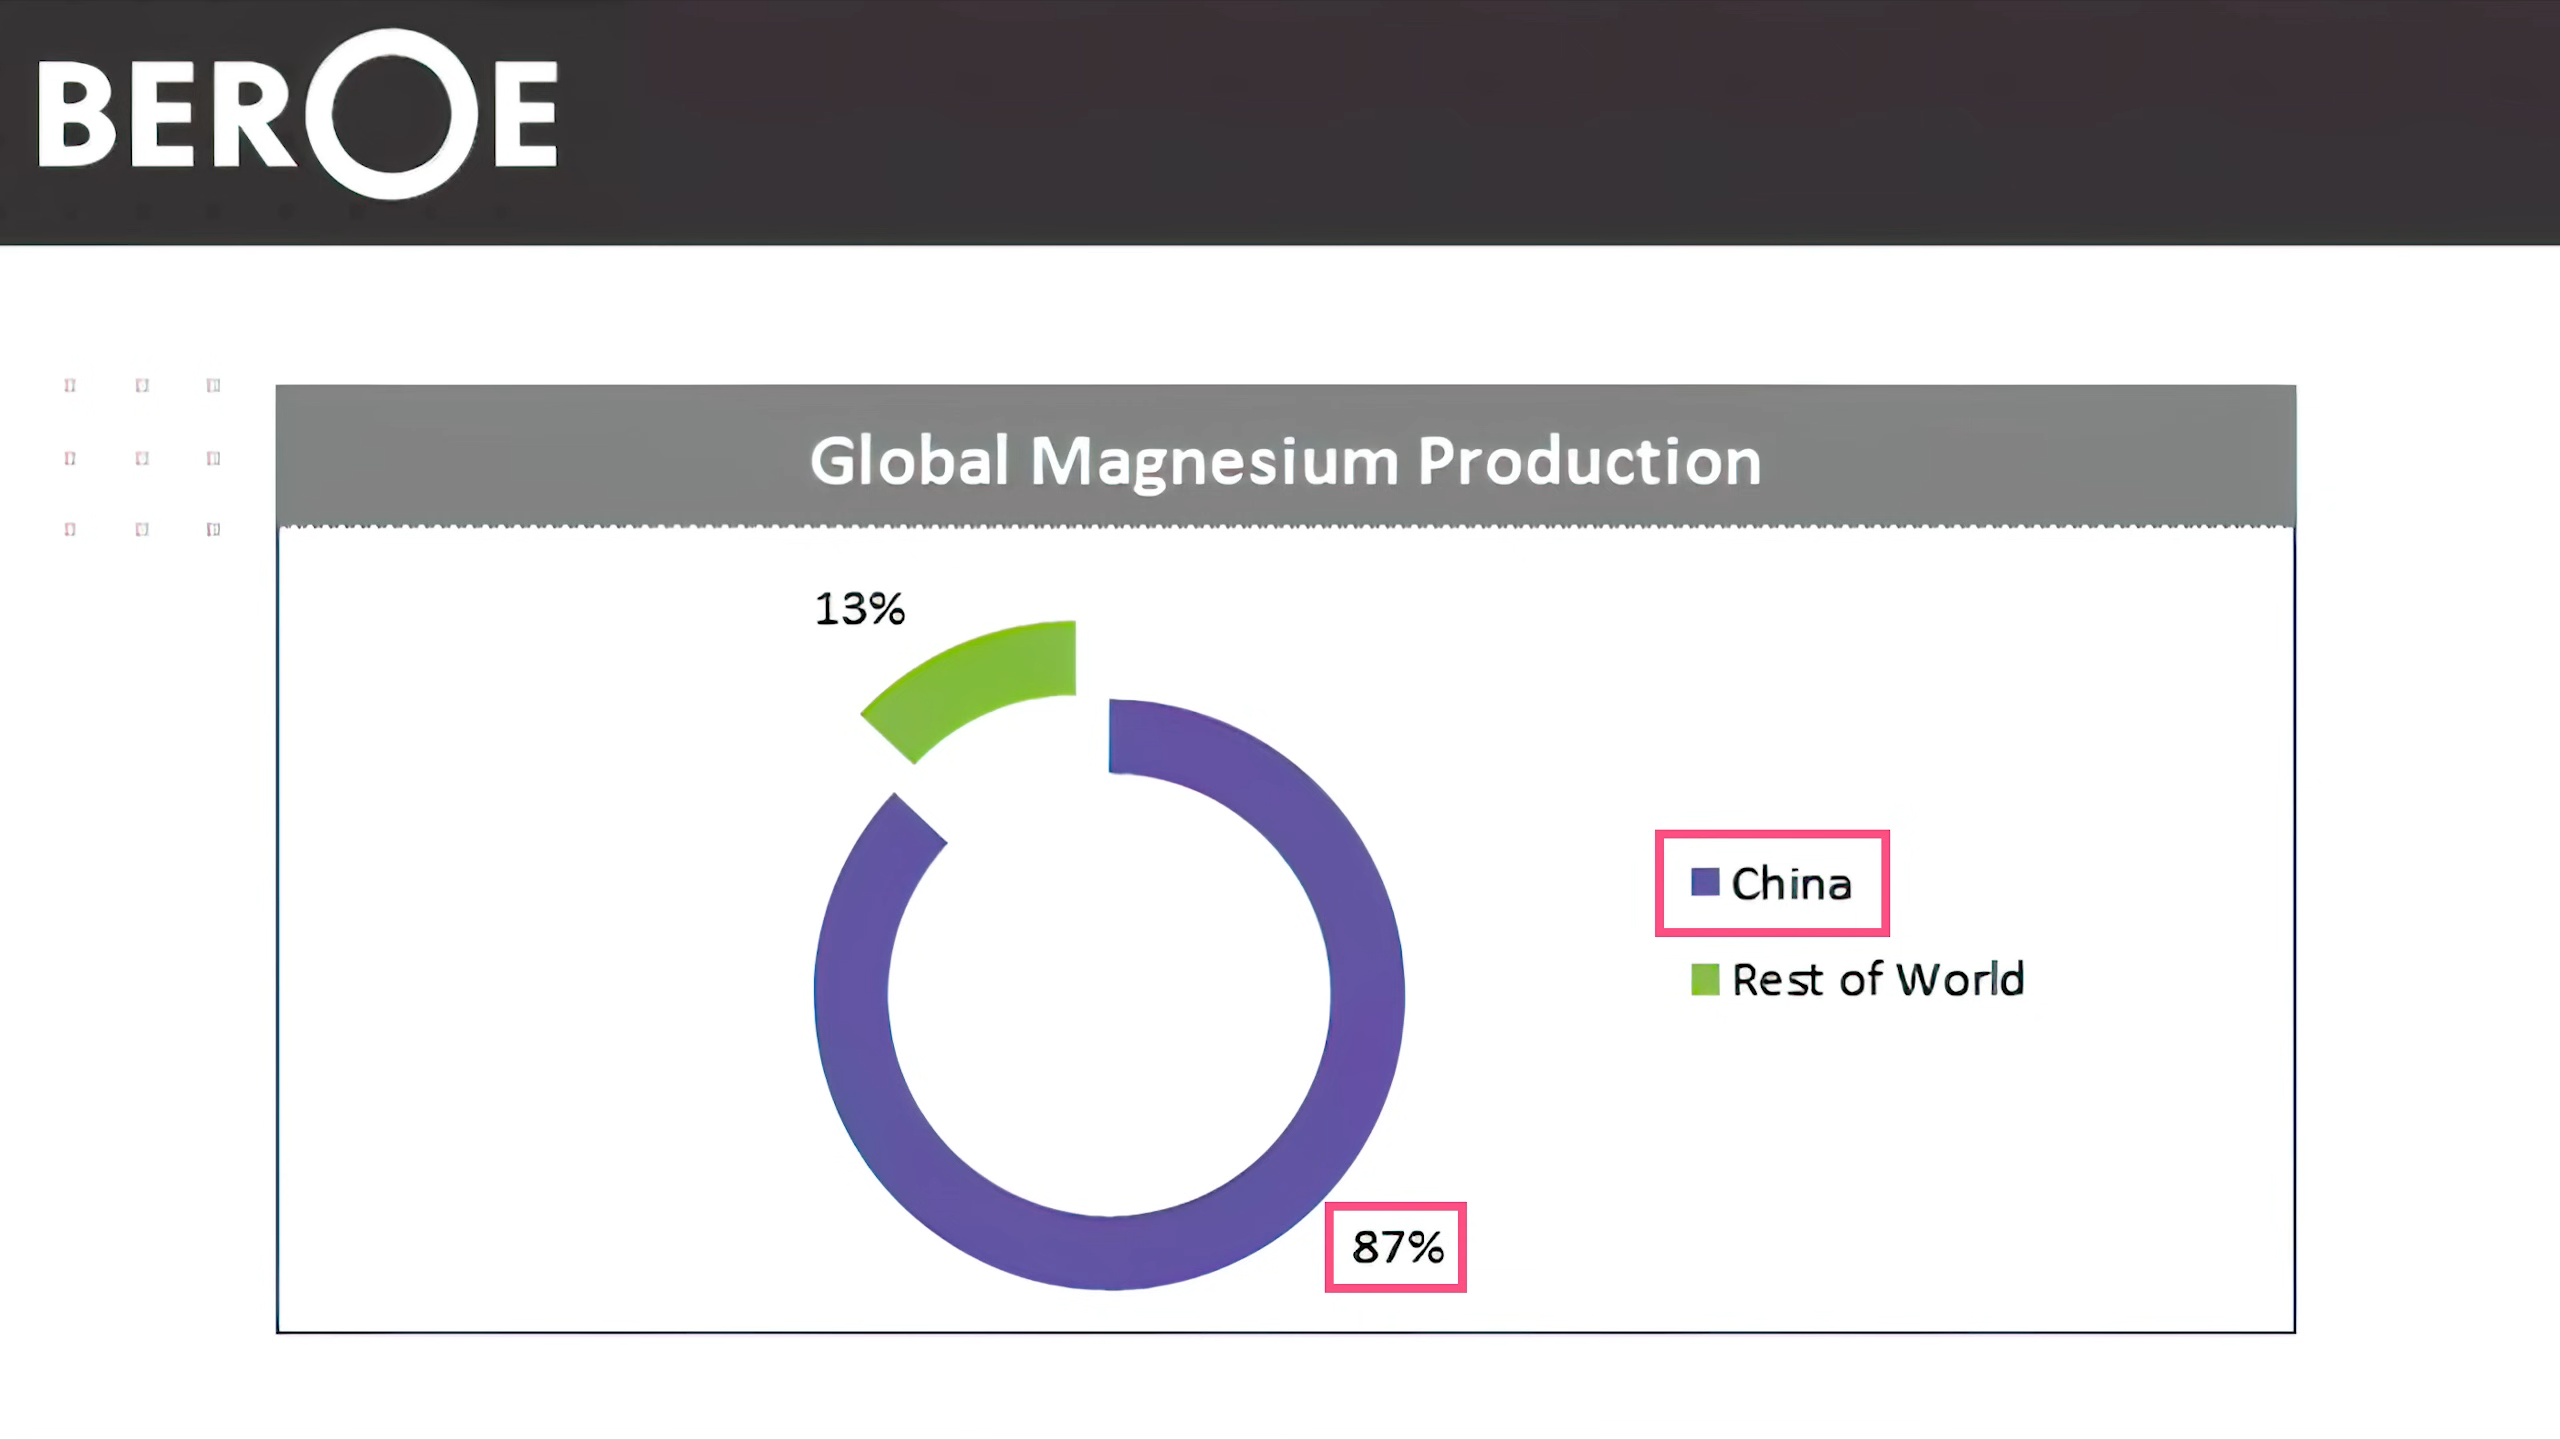 BEROE
Global Magnesium Production
13%
China
Rest of World
87%